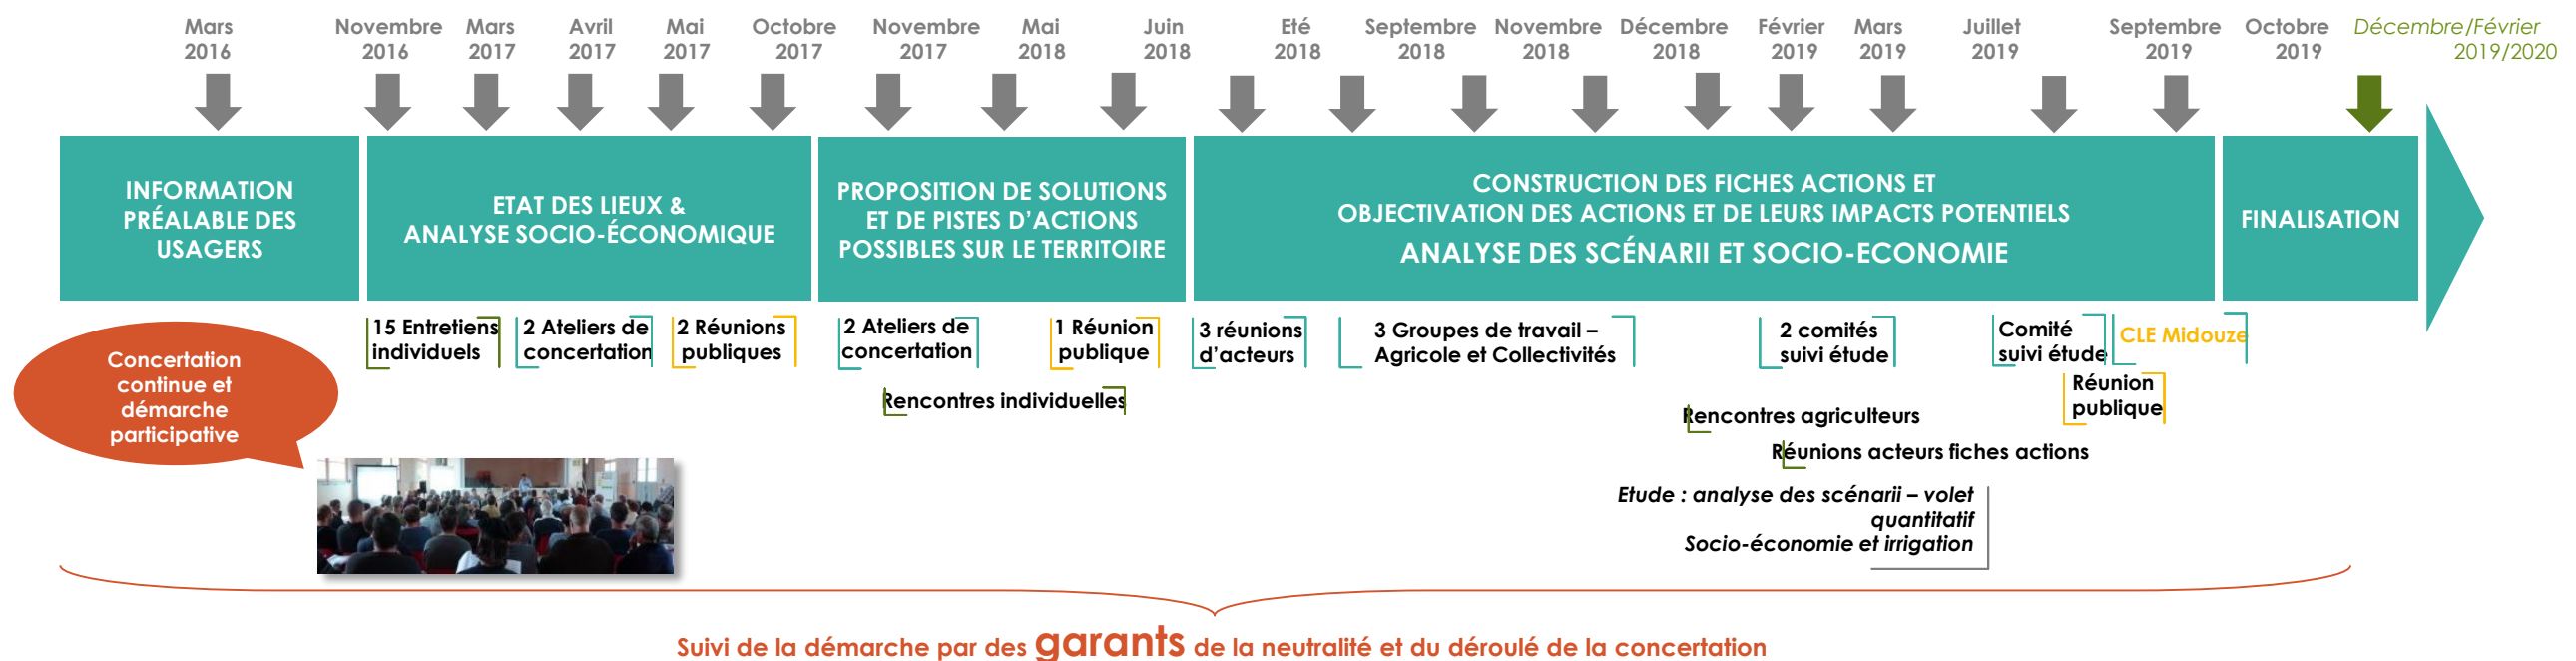 Mars
2016
Novembre
2016
Mars
2017
Avril
2017
Mai
2017
Octobre
2017
Novembre
2017
Mai
2018
Juin
2018
Eté
2018
Septembre
2018
Novembre
2018
Décembre
2018
Février
2019
Mars
2019
Juillet
2019
Septembre
2019
Octobre
2019
Décembre/Février
2019/2020
INFORMATION
PRÉALABLE DES
USAGERS
ETAT DES LIEUX &
ANALYSE SOCIO-ÉCONOMIQUE
PROPOSITION DE SOLUTIONS
ET DE PISTES D’ACTIONS
POSSIBLES SUR LE TERRITOIRE
CONSTRUCTION DES FICHES ACTIONS ET
OBJECTIVATION DES ACTIONS ET DE LEURS IMPACTS POTENTIELS
ANALYSE DES SCÉNARII ET SOCIO-ECONOMIE
FINALISATION
Concertation
continue et
démarche
participative
15 Entretiens
individuels
2 Ateliers de
concertation
2 Réunions
publiques
2 Ateliers de
concertation
1 Réunion
publique
Rencontres individuelles
3 réunions
d’acteurs
3 Groupes de travail –
Agricole et Collectivités
2 comités
suivi étude
Comité
suivi étude
CLE Midouze
Réunion
publique
Rencontres agriculteurs
Réunions acteurs fiches actions
Etude : analyse des scénarii – volet
quantitatif
Socio-économie et irrigation
Suivi de la démarche par des garants de la neutralité et du déroulé de la concertation